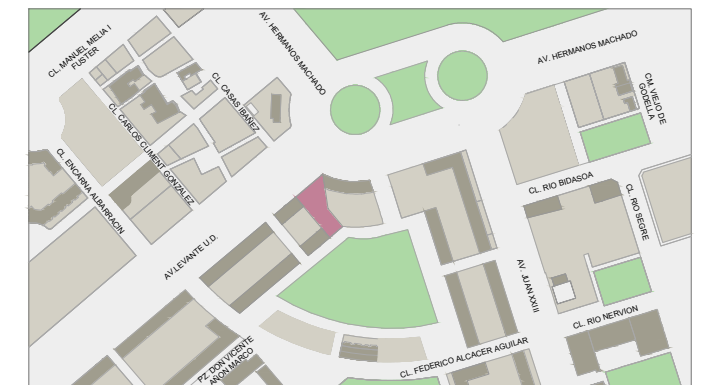 CL. MANUEL MELIA I
FUSTER
AV. HERMANOS MACHADO
AV. HERMANOS MACHADO
CL. CASAS IBAÑEZ
CM. VIEJO DE
GODELLA
CL. CARLOS CLIMENT GONZALEZ
CL. ENCARNA ALBARRACIN
CL. RIO BIDASOA
CL. RIO SEGRE
AV.LEVANTE U.D.
AV. JUAN XXIII
CL. RIO NERVION
PZ. DON VICENTE
AÑON MARCO
CL. FEDERICO ALCACER AGUILAR